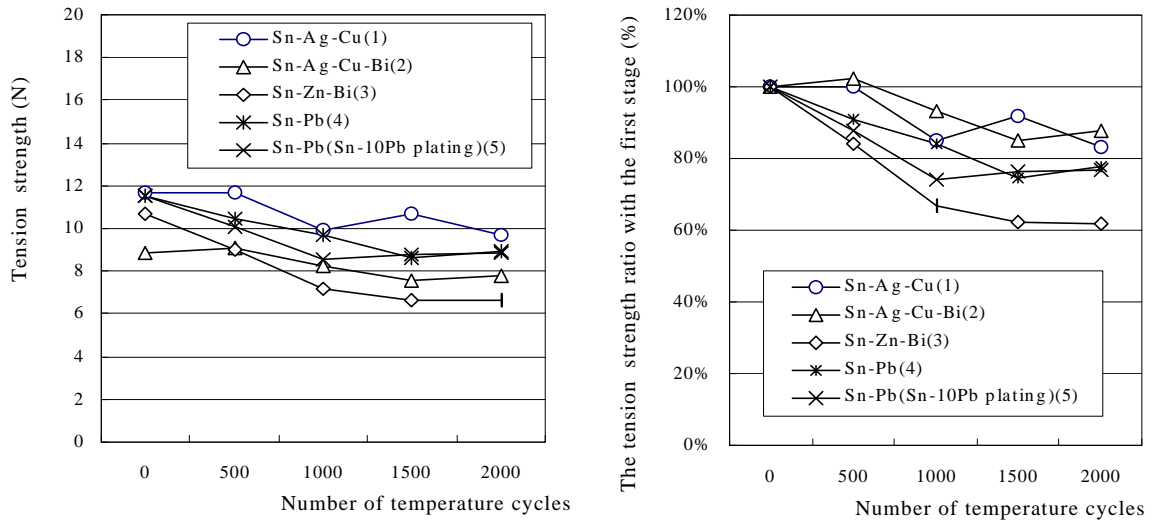 Tension strength (N)
20
18
16
14
12
10
8
6
4
2
0
Sn-Ag-Cu(1)
Sn-Ag-Cu-Bi(2)
Sn-Zn-Bi(3)
Sn-Pb(4)
Sn-Pb(Sn-10Pb plating)(5)
0 500 1000 1500 2000
Number of temperature cycles
The tension strength ratio with the first stage (%)
120%
100%
80%
60%
40%
20%
0%
Sn-Ag-Cu(1)
Sn-Ag-Cu-Bi(2)
Sn-Zn-Bi(3)
Sn-Pb(4)
Sn-Pb(Sn-10Pb plating)(5)
0 500 1000 1500 2000
Number of temperature cycles